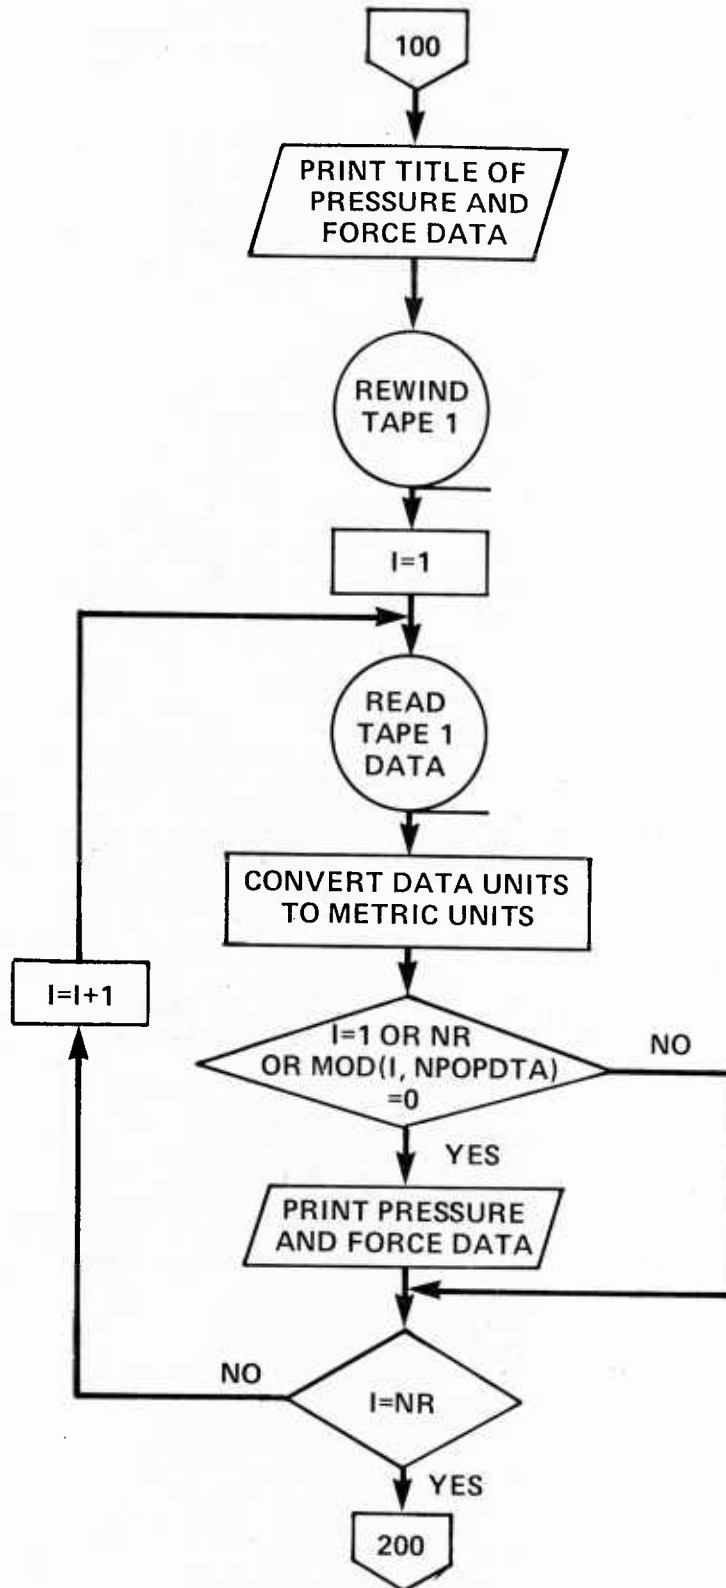 100
PRINT TITLE OF
PRESSURE AND
FORCE DATA
REWIND
TAPE 1
I=1
READ
TAPE 1
DATA
CONVERT DATA UNITS
TO METRIC UNITS
I=I+1
I=1 OR NR
OR MOD(I, NPOPDTA)
=0
NO
YES
PRINT PRESSURE
AND FORCE DATA
NO
I=NR
YES
200